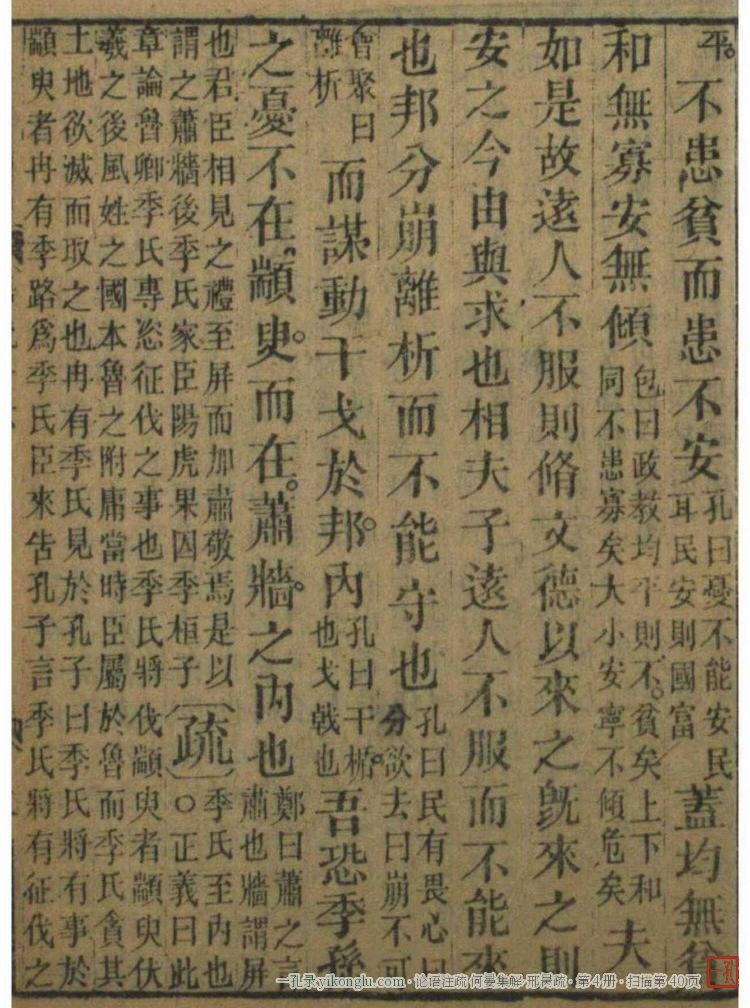 平
不患貧而患不安孔曰憂不能安民耳民安則國富蓋均無貧
和無寡安無傾包曰政教均平則不貧矣上下和同不患寡矣大小安寧不傾危矣夫
如是故遠人不服則脩文德以來之旣來之則
安之今由與求也相夫子遠人不服而不能來
也邦分崩離析而不能守也孔曰民有畏心曰分欲去曰崩不可
會聚曰離析而謀動干戈於邦內孔曰干楯也戈戟也吾恐季孫
之憂不在顓臾而在蕭牆之內也鄭曰蕭之言肅也牆謂屏
也君臣相見之禮至屏而加肅敬焉是以
謂之蕭牆後季氏家臣陽虎果因季桓子
疏
季氏至內也
○正義曰此
章論魯卿季氏專恣征伐之事也季氏將伐顓臾者顓臾伏
羲之後風姓之國本魯之附庸當時臣屬於魯而季氏貪其
土地欲滅而取之也冉有季氏見於孔子曰季氏將有事於
顓臾者冉有季路爲季氏臣來告孔子言季氏將有征伐之
一孔录 yikonglu.com · 论语注疏 何晏集解 邢昺疏 · 第4册 · 扫描第40页